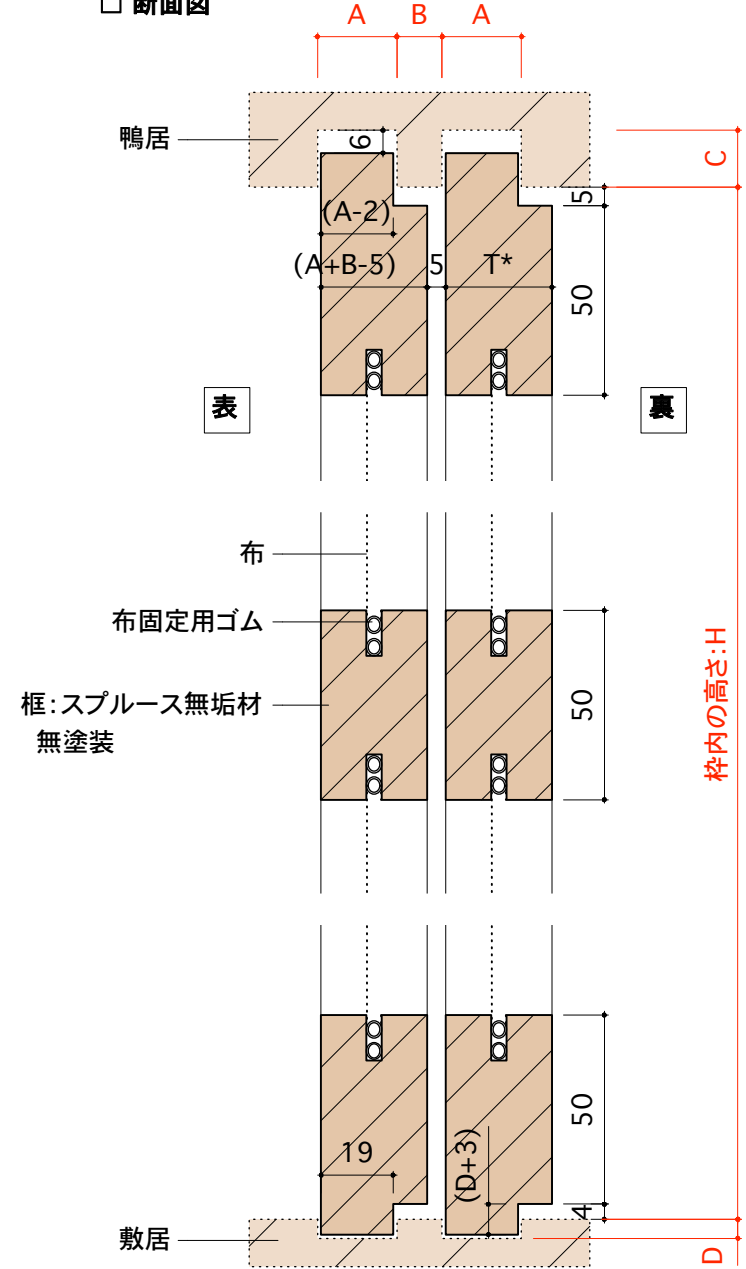 □ 断面図
A
B
A
鴨居
6
C
5
(A-2)
(A+B-5)
5
T*
50
表
裏
布
布固定用ゴム
框:スプルース無垢材
無塗装
50
枠内の高さ:H
50
19
(D+3)
4
敷居
D